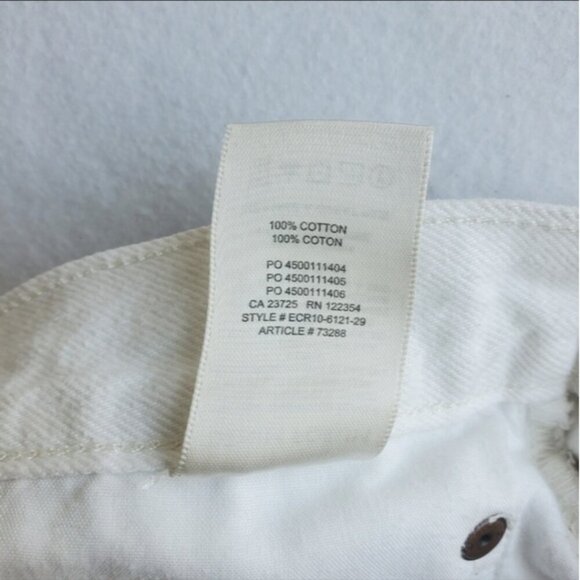 100% COTTON
100% COTON
PO 4500111404
PO 4500111405
PO 4500111406
CA 23725 RN 122354
STYLE # ECR10-6121-29
ARTICLE # 73288